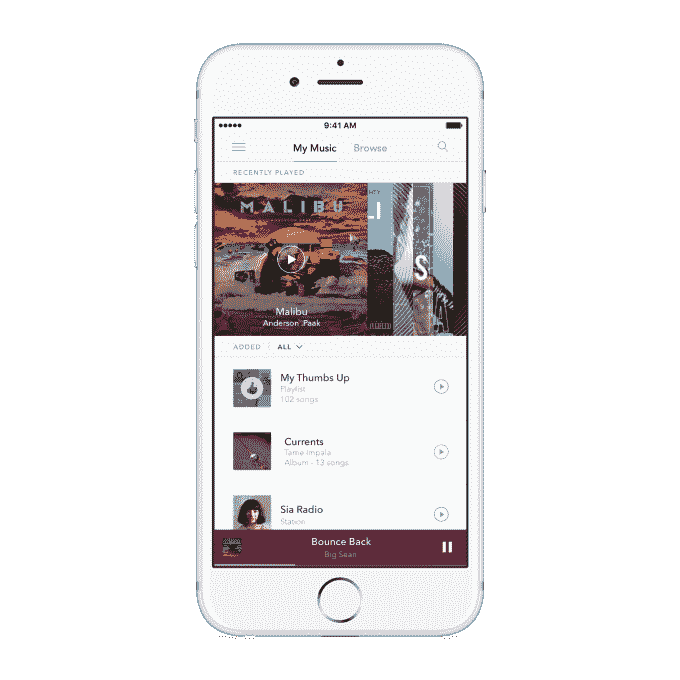 9:41 AM
My Music Browse
RECENTLY PLAYED
MALIBU
S
Malibu
Anderson .Paak
ADDED ALL
My Thumbs Up
Playlist
102 songs
Currents
Tame Impala
Album - 13 songs
Sia Radio
Station
Bounce Back
Big Sean